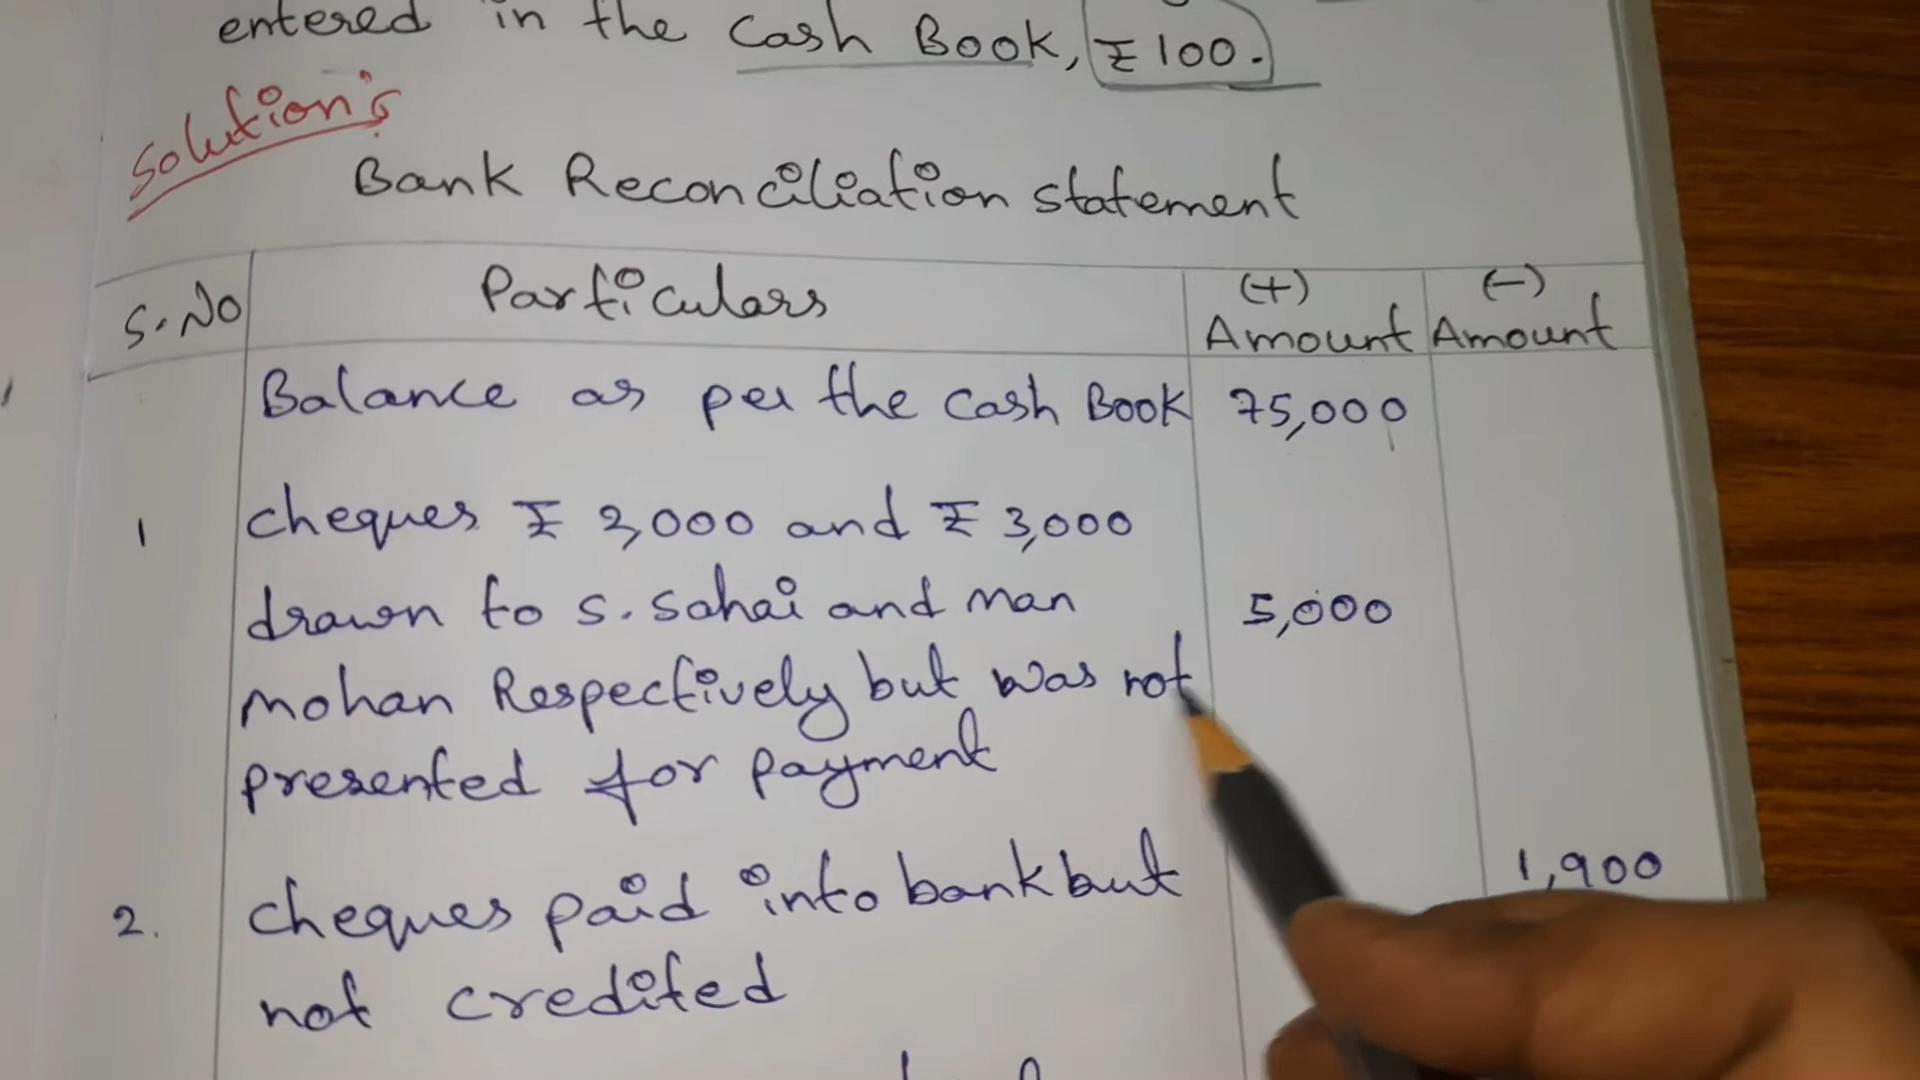 entered in the Cash Book, ₹100.
Solution:
Bank Reconciliation statement
S.No Particulars (+) Amount (-) Amount
Balance as per the Cash Book 75,000
1 cheques ₹ 2,000 and ₹ 3,000
drawn to S. Sahai and man 5,000
mohan Respectively but was not
presented for payment
2. cheques paid into bank but 1,900
not credited